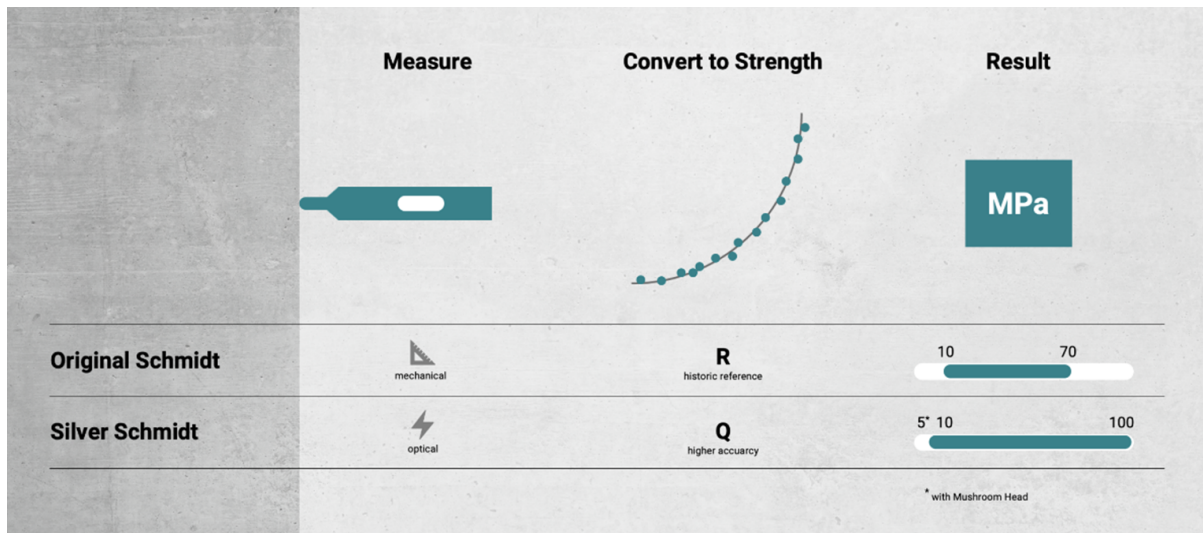 Measure
Convert to Strength
Result
MPa
Original Schmidt
mechanical
R
historic reference
10 70
Silver Schmidt
optical
Q
higher accuarcy
5* 10 100
* with Mushroom Head